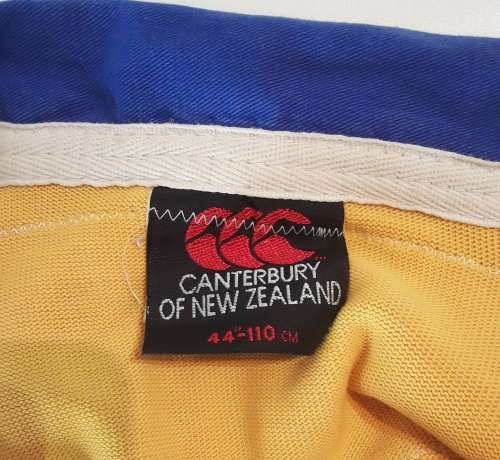 CANTERBURY
OF NEW ZEALAND
44"-110 CM